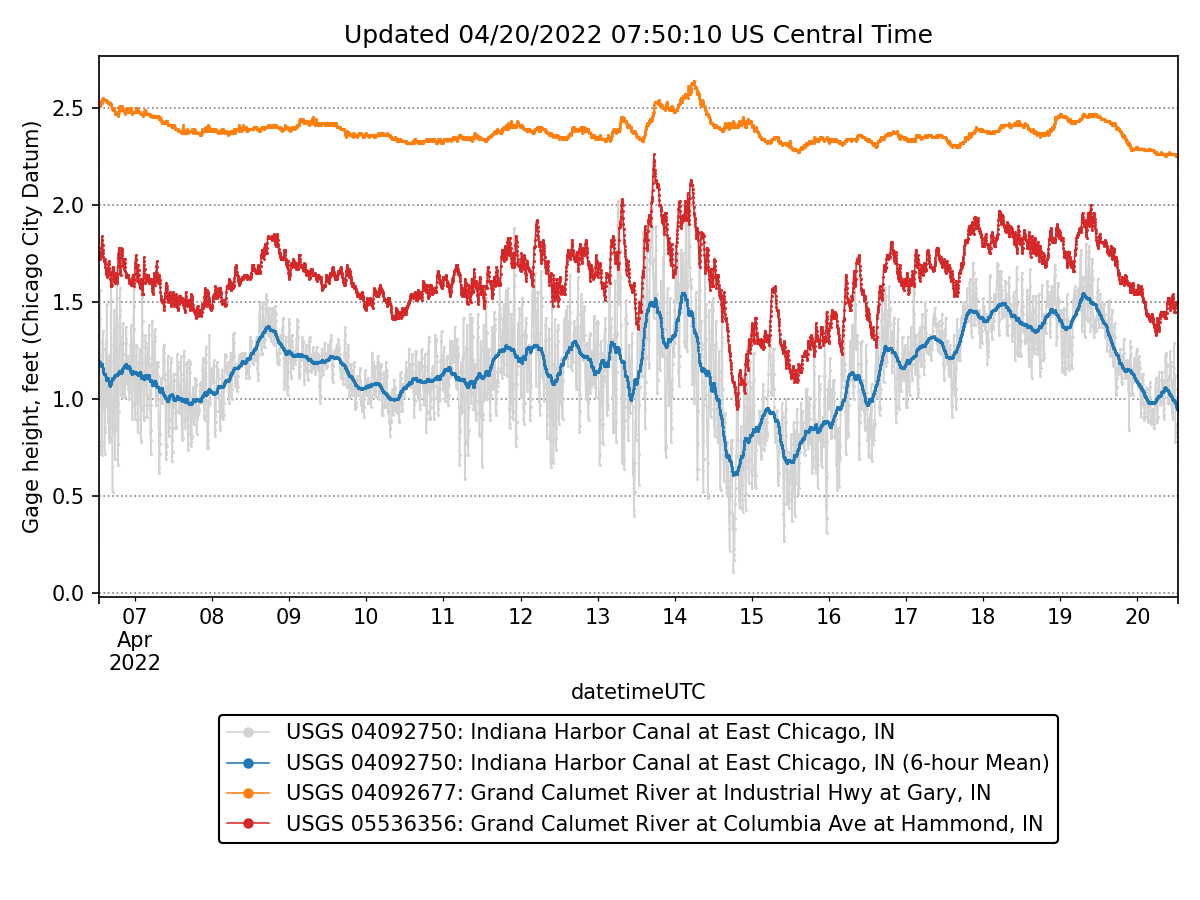 Updated 04/20/2022 07:50:10 US Central Time
Gage height, feet (Chicago City Datum)
2.5
2.0
1.5
1.0
0.5
0.0
07 08 09 10 11 12 13 14 15 16 17 18 19 20
Apr
2022
datetimeUTC
USGS 04092750: Indiana Harbor Canal at East Chicago, IN
USGS 04092750: Indiana Harbor Canal at East Chicago, IN (6-hour Mean)
USGS 04092677: Grand Calumet River at Industrial Hwy at Gary, IN
USGS 05536356: Grand Calumet River at Columbia Ave at Hammond, IN